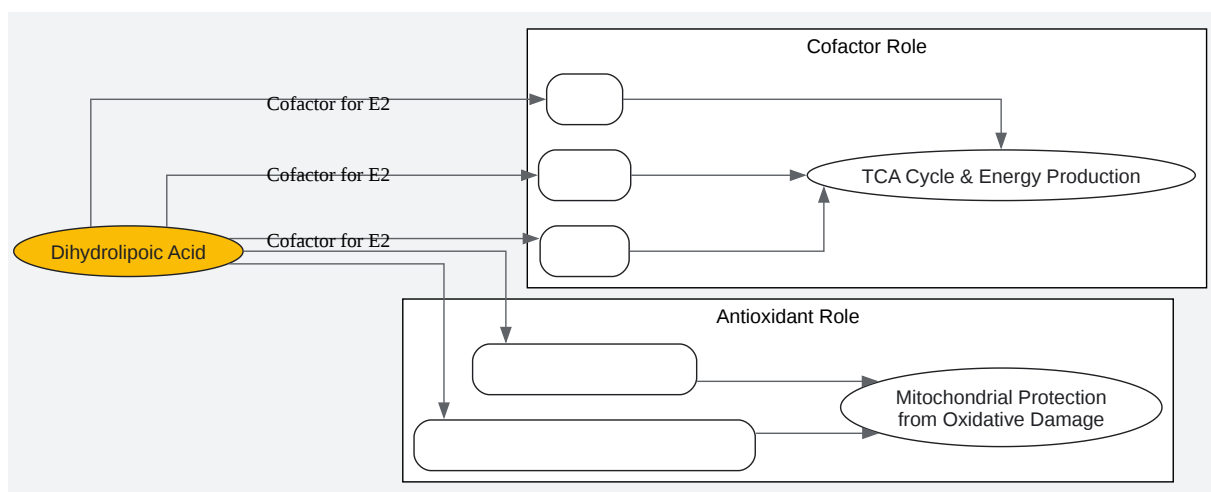 Cofactor Role
Cofactor for E2
Cofactor for E2
TCA Cycle & Energy Production
Cofactor for E2
Dihydrolipoic Acid
Antioxidant Role
Mitochondrial Protection
from Oxidative Damage